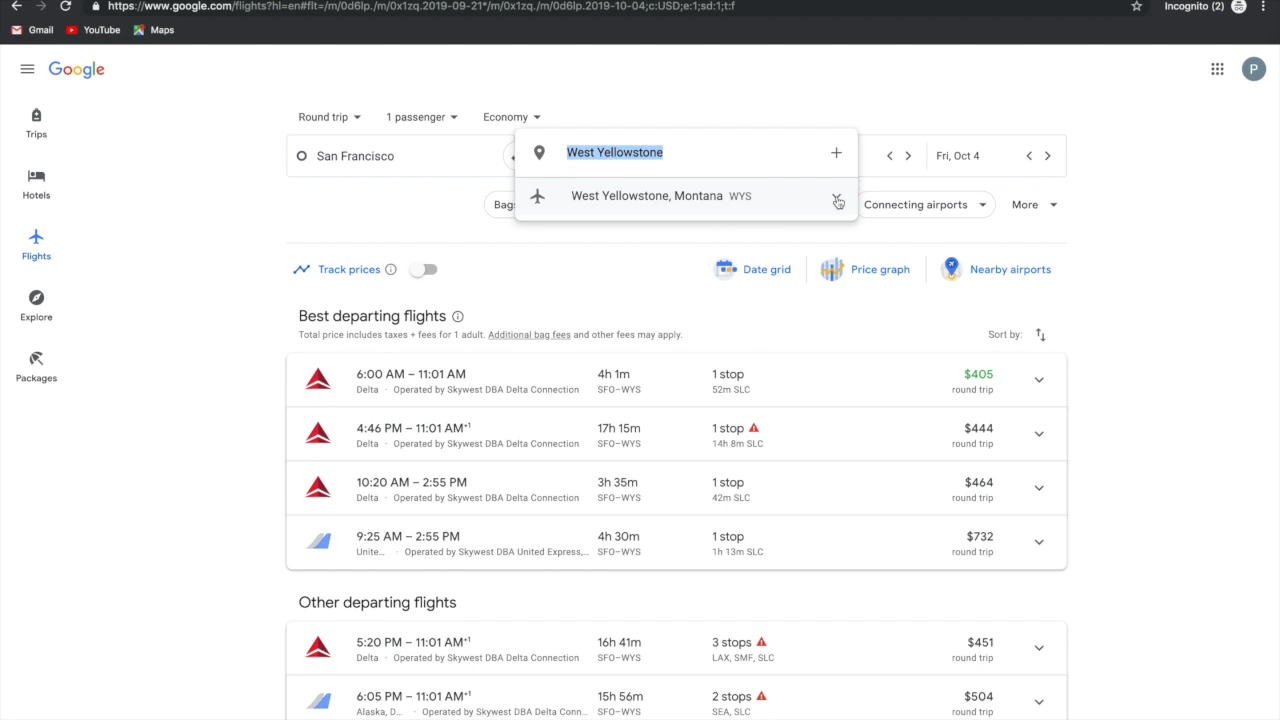 https://www.google.com/flights?hl=en#flt=/m/0d6lp./m/0x1zq.2019-09-21*/m/0x1zq./m/0d6lp.2019-10-04;c:USD;e:1;sd:1;t:f
Incognito (2)
Gmail YouTube Maps
Google
P
Trips
Hotels
Flights
Explore
Packages
Round trip 1 passenger Economy
San Francisco
West Yellowstone
Fri, Oct 4
West Yellowstone, Montana WYS
Bags
Connecting airports
More
Track prices
Date grid
Price graph
Nearby airports
Best departing flights
Total price includes taxes + fees for 1 adult. Additional bag fees and other fees may apply.
Sort by:
6:00 AM – 11:01 AM 4h 1m 1 stop $405
Delta · Operated by Skywest DBA Delta Connection SFO–WYS 52m SLC round trip
4:46 PM – 11:01 AM+1 17h 15m 1 stop $444
Delta · Operated by Skywest DBA Delta Connection SFO–WYS 14h 8m SLC round trip
10:20 AM – 2:55 PM 3h 35m 1 stop $464
Delta · Operated by Skywest DBA Delta Connection SFO–WYS 42m SLC round trip
9:25 AM – 2:55 PM 4h 30m 1 stop $732
Unite... · Operated by Skywest DBA United Express,... SFO–WYS 1h 13m SLC round trip
Other departing flights
5:20 PM – 11:01 AM+1 16h 41m 3 stops $451
Delta · Operated by Skywest DBA Delta Connection SFO–WYS LAX, SMF, SLC round trip
6:05 PM – 11:01 AM+1 15h 56m 2 stops $504
Alaska, D... · Operated by Skywest DBA Delta Conn... SFO–WYS SEA, SLC round trip